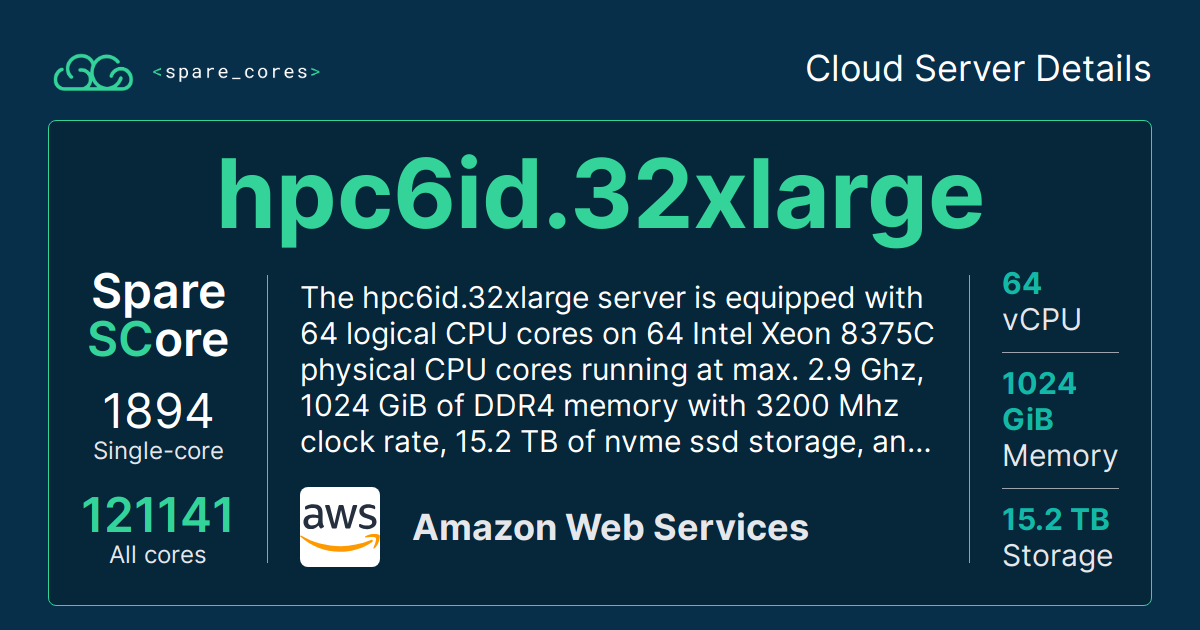 <spare_cores>
Cloud Server Details
hpc6id.32xlarge
Spare
SCore
1894
Single-core
121141
All cores
The hpc6id.32xlarge server is equipped with
64 logical CPU cores on 64 Intel Xeon 8375C
physical CPU cores running at max. 2.9 Ghz,
1024 GiB of DDR4 memory with 3200 Mhz
clock rate, 15.2 TB of nvme ssd storage, an...
aws
Amazon Web Services
64
vCPU
1024
GiB
Memory
15.2 TB
Storage